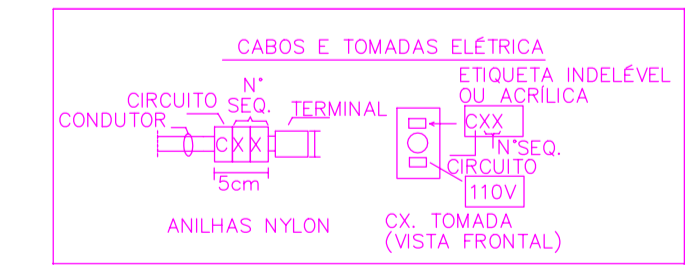 CABOS E TOMADAS ELÉTRICA
N°
SEQ.
CIRCUITO
CONDUTOR
TERMINAL
CXX
5cm
ANILHAS NYLON
ETIQUETA INDELÉVEL
OU ACRÍLICA
CXX
N°SEQ.
CIRCUITO
110V
CX. TOMADA
(VISTA FRONTAL)